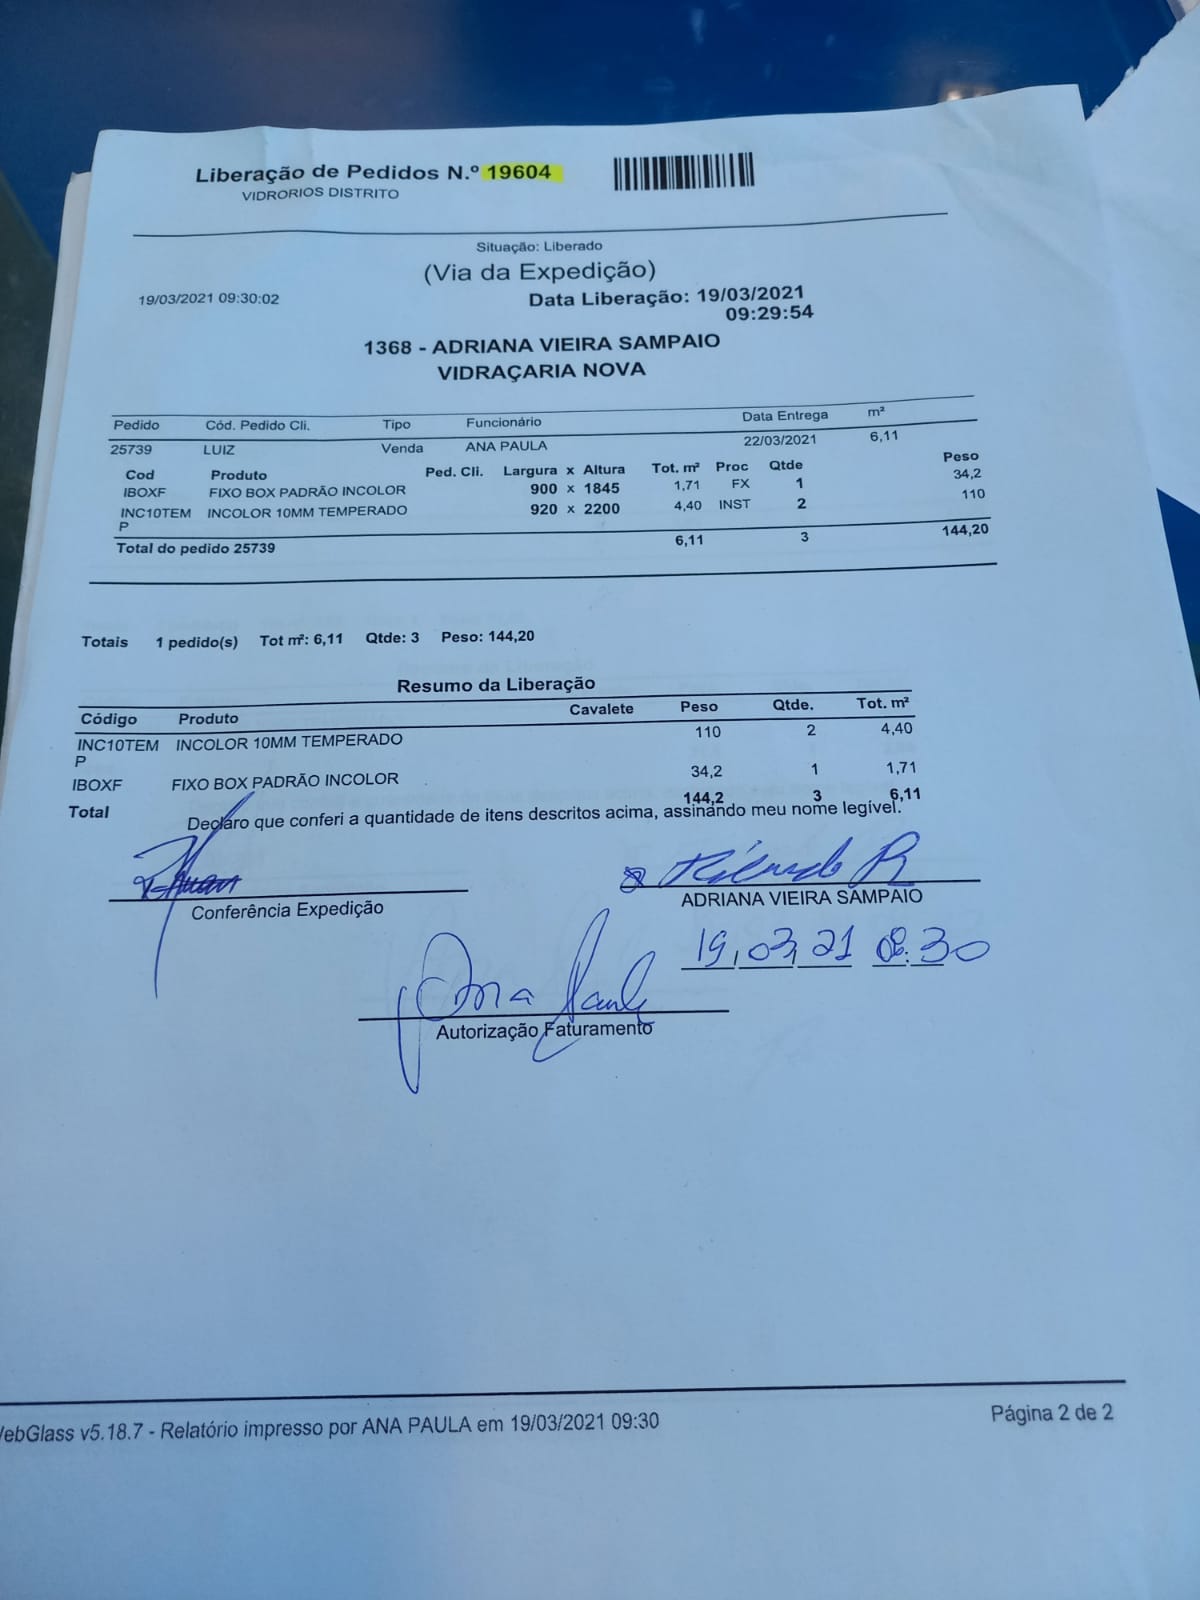 Liberação de Pedidos N.º 19604
VIDRORIOS DISTRITO
Situação: Liberado
(Via da Expedição)
19/03/2021 09:30:02
Data Liberação: 19/03/2021
09:29:54
1368 - ADRIANA VIEIRA SAMPAIO
VIDRAÇARIA NOVA
Pedido Cód. Pedido Cli. Tipo Funcionário Data Entrega m²
25739 LUIZ Venda ANA PAULA 22/03/2021 6,11
Cod Produto Ped. Cli. Largura x Altura Tot. m² Proc Qtde Peso
IBOXF FIXO BOX PADRÃO INCOLOR 900 x 1845 1,71 FX 1 34,2
INC10TEM INCOLOR 10MM TEMPERADO 920 x 2200 4,40 INST 2 110
P
Total do pedido 25739 6,11 3 144,20
Totais 1 pedido(s) Tot m²: 6,11 Qtde: 3 Peso: 144,20
Resumo da Liberação
Código Produto Cavalete Peso Qtde. Tot. m²
INC10TEM INCOLOR 10MM TEMPERADO 110 2 4,40
P
IBOXF FIXO BOX PADRÃO INCOLOR 34,2 1 1,71
Total 144,2 3 6,11
Declaro que conferi a quantidade de itens descritos acima, assinando meu nome legível.
Conferência Expedição
ADRIANA VIEIRA SAMPAIO
19,03,21 :30
Ana Paula
Autorização Faturamento
WebGlass v5.18.7 - Relatório impresso por ANA PAULA em 19/03/2021 09:30
Página 2 de 2